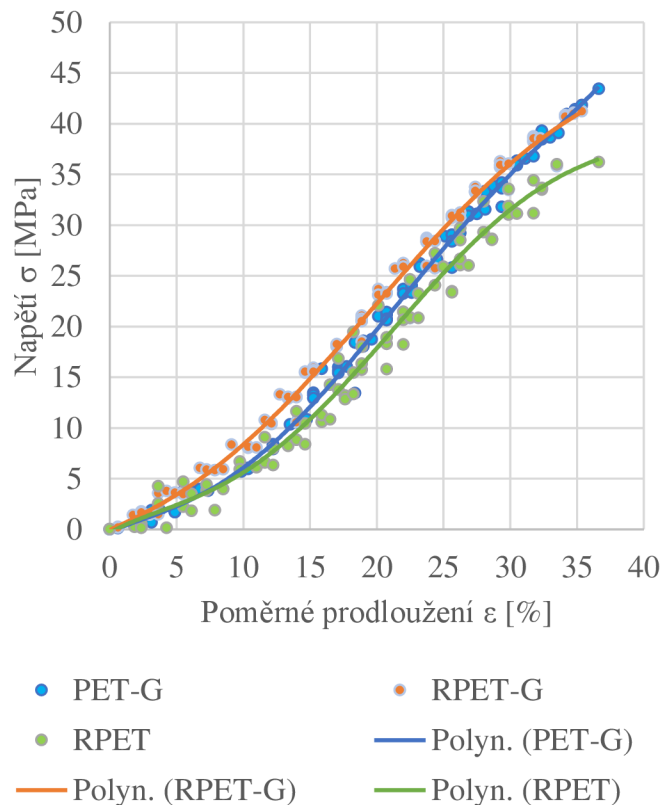 Napětí σ [MPa]
50
45
40
35
30
25
20
15
10
5
0
0 5 10 15 20 25 30 35 40
Poměrné prodloužení ε [%]
PET-G RPET-G
RPET Polyn. (PET-G)
Polyn. (RPET-G) Polyn. (RPET)